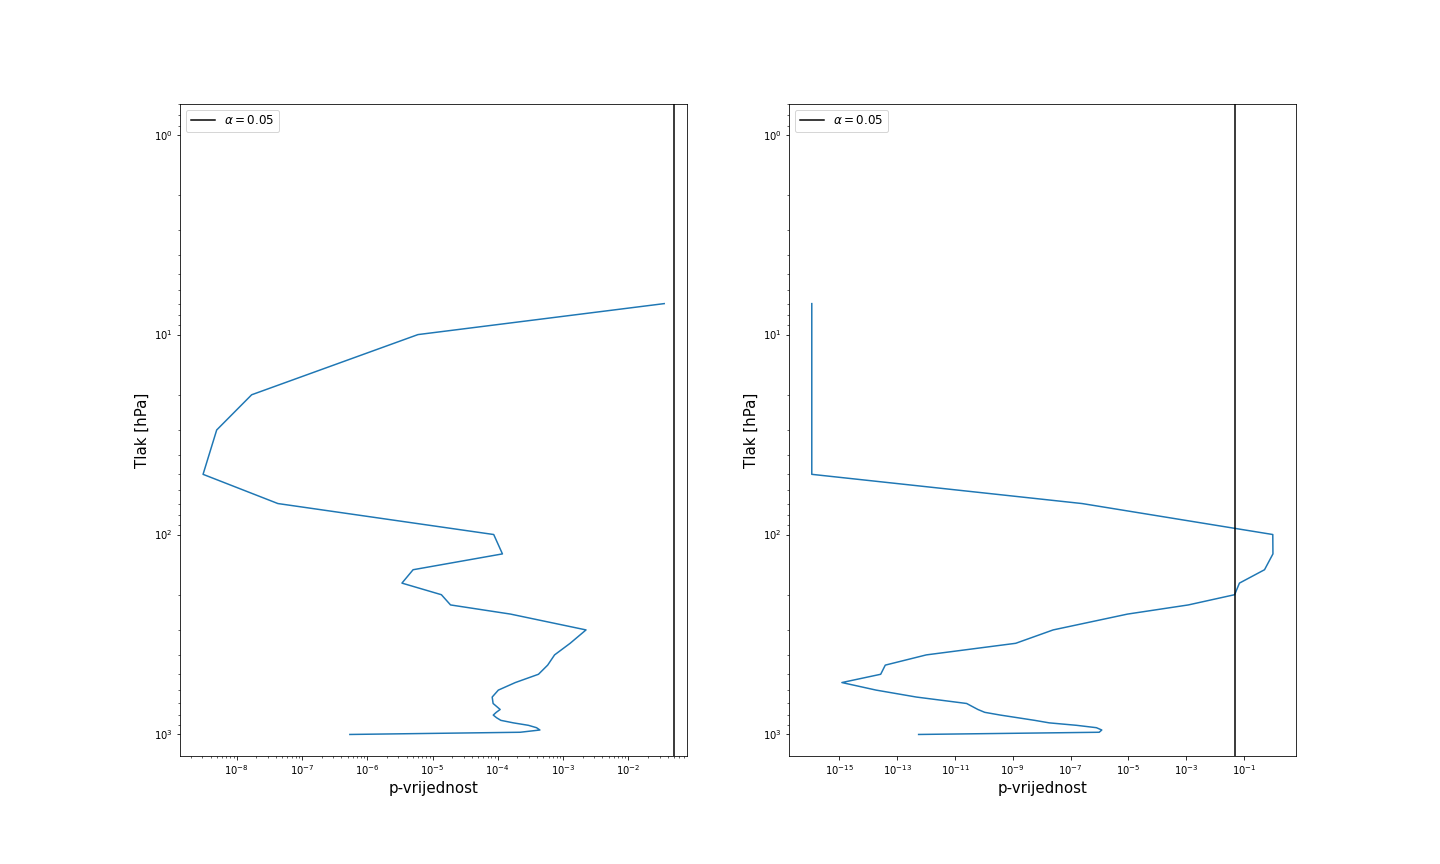 α = 0.05
10⁰
10¹
10²
10³
Tlak [hPa]
10⁻⁸ 10⁻⁷ 10⁻⁶ 10⁻⁵ 10⁻⁴ 10⁻³ 10⁻²
p-vrijednost
α = 0.05
10⁰
10¹
10²
10³
Tlak [hPa]
10⁻¹⁵ 10⁻¹³ 10⁻¹¹ 10⁻⁹ 10⁻⁷ 10⁻⁵ 10⁻³ 10⁻¹
p-vrijednost